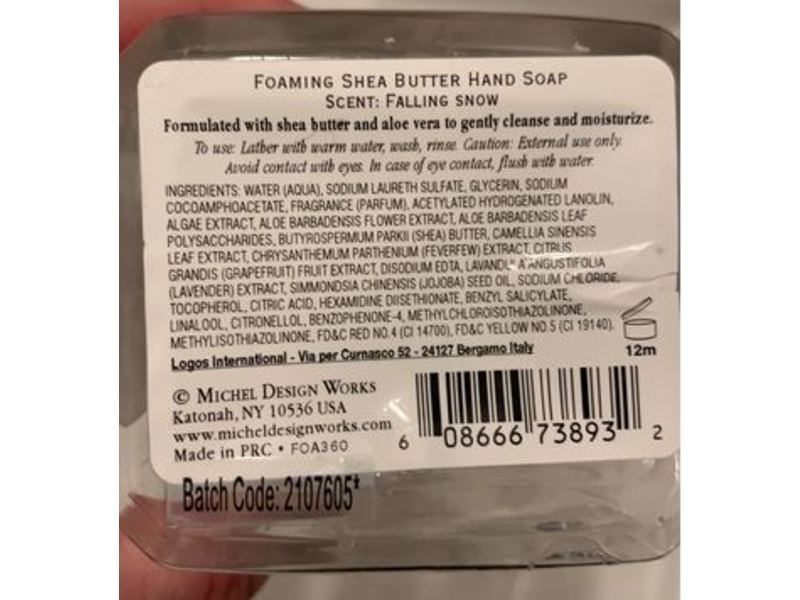 FOAMING SHEA BUTTER HAND SOAP
SCENT: FALLING SNOW
Formulated with shea butter and aloe vera to gently cleanse and moisturize.
To use: Lather with warm water, wash, rinse. Caution: External use only.
Avoid contact with eyes. In case of eye contact, flush with water.
INGREDIENTS: WATER (AQUA), SODIUM LAURETH SULFATE, GLYCERIN, SODIUM
COCOAMPHOACETATE, FRAGRANCE (PARFUM), ACETYLATED HYDROGENATED LANOLIN,
ALGAE EXTRACT, ALOE BARBADENSIS FLOWER EXTRACT, ALOE BARBADENSIS LEAF
POLYSACCHARIDES, BUTYROSPERMUM PARKII (SHEA) BUTTER, CAMELLIA SINENSIS
LEAF EXTRACT, CHRYSANTHEMUM PARTHENIUM (FEVERFEW) EXTRACT, CITRUS
GRANDIS (GRAPEFRUIT) FRUIT EXTRACT, DISODIUM EDTA, LAVANDULA ANGUSTIFOLIA
(LAVENDER) EXTRACT, SIMMONDSIA CHINENSIS (JOJOBA) SEED OIL, SODIUM CHLORIDE,
TOCOPHEROL, CITRIC ACID, HEXAMIDINE DIISETHIONATE, BENZYL SALICYLATE,
LINALOOL, CITRONELLOL, BENZOPHENONE-4, METHYLCHLOROISOTHIAZOLINONE,
METHYLISOTHIAZOLINONE, FD&C RED NO.4 (CI 14700), FD&C YELLOW NO.5 (CI 19140).
Logos International - Via per Curnasco 52 - 24127 Bergamo Italy
12m
© MICHEL DESIGN WORKS
Katonah, NY 10536 USA
www.micheldesignworks.com
Made in PRC • FOA360
6 08666 73893 2
Batch Code: 2107605*